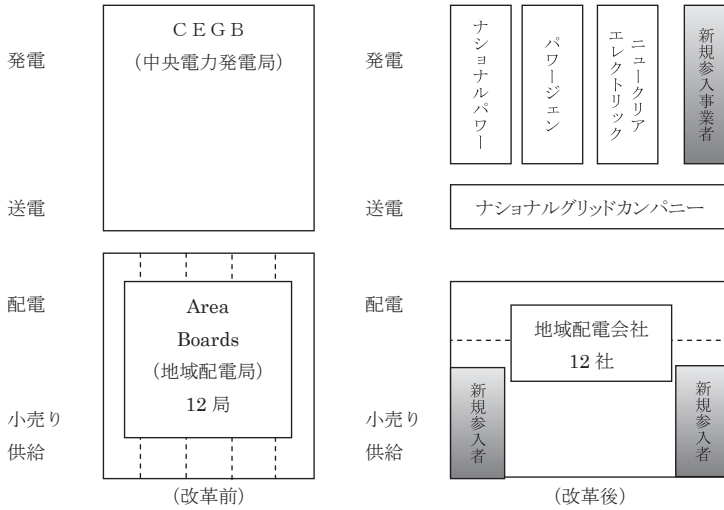 発電
CEGB
(中央電力発電局)
送電
配電
Area
Boards
(地域配電局)
12 局
小売り
供給
(改革前)
発電
ナショナルパワー
パワージェン
ニュークリア
エレクトリック
新規参入事業者
送電
ナショナルグリッドカンパニー
配電
地域配電会社
12 社
小売り
供給
新規参入者
新規参入者
(改革後)